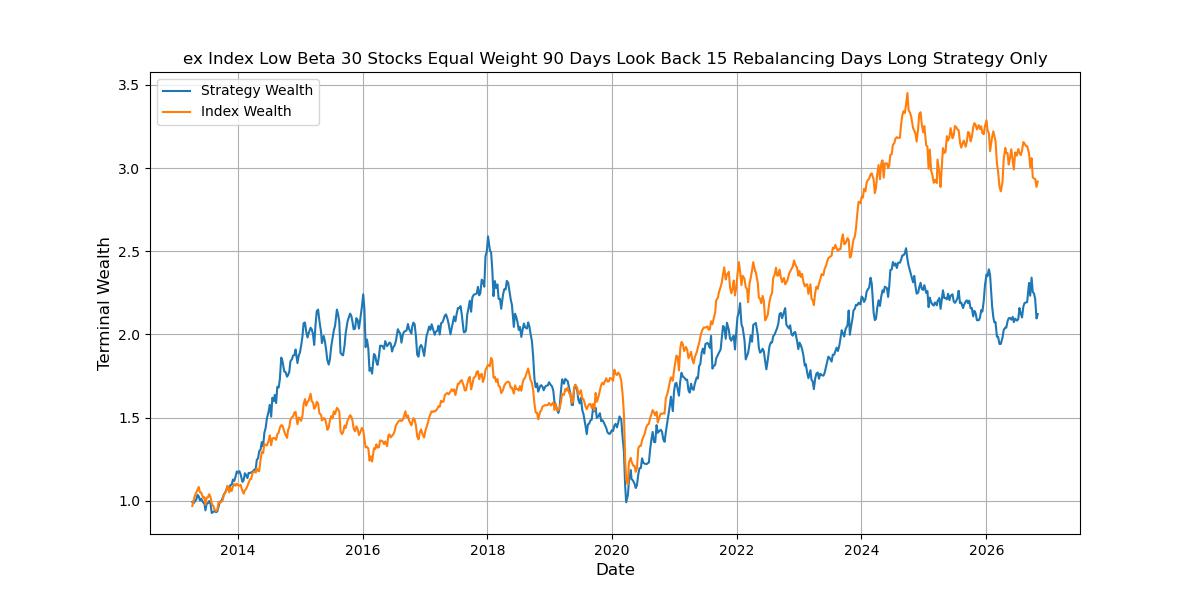 ex Index Low Beta 30 Stocks Equal Weight 90 Days Look Back 15 Rebalancing Days Long Strategy Only
Strategy Wealth
Index Wealth
Terminal Wealth
3.5
3.0
2.5
2.0
1.5
1.0
2014 2016 2018 2020 2022 2024 2026
Date